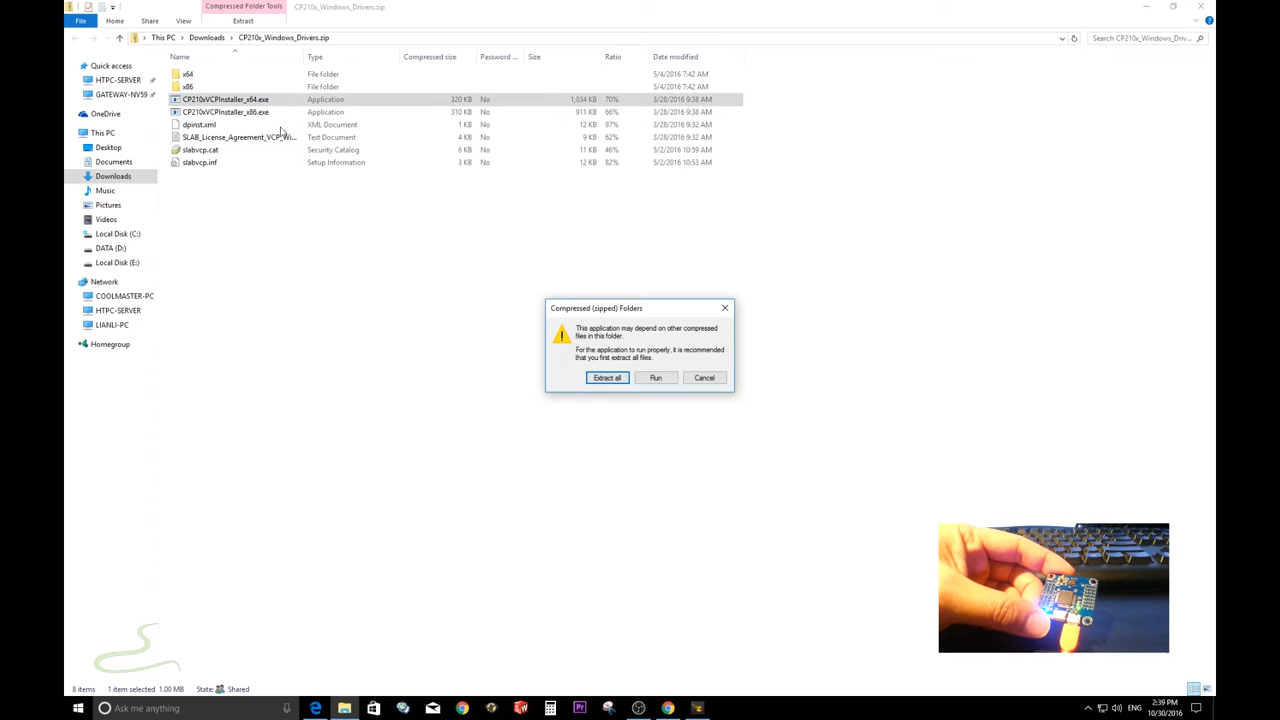 Compressed Folder Tools
CP210x_Windows_Drivers.zip
File Home Share View Extract
This PC Downloads CP210x_Windows_Drivers.zip
Search CP210x_Windows_Driv...
Name Type Compressed size Password ... Size Ratio Date modified
x64 File folder 5/4/2016 7:42 AM
x86 File folder 5/4/2016 7:42 AM
CP210xVCPInstaller_x64.exe Application 320 KB No 1,034 KB 70% 3/28/2016 9:38 AM
CP210xVCPInstaller_x86.exe Application 310 KB No 911 KB 66% 3/28/2016 9:38 AM
dpinst.xml XML Document 1 KB No 12 KB 97% 3/28/2016 9:32 AM
SLAB_License_Agreement_VCP_Wi... Text Document 4 KB No 9 KB 62% 3/28/2016 9:32 AM
slabvcp.cat Security Catalog 6 KB No 11 KB 46% 5/2/2016 10:59 AM
slabvcp.inf Setup Information 3 KB No 12 KB 82% 5/2/2016 10:53 AM
Quick access
HTPC-SERVER
GATEWAY-NV59
OneDrive
This PC
Desktop
Documents
Downloads
Music
Pictures
Videos
Local Disk (C:)
DATA (D:)
Local Disk (E:)
Network
COOLMASTER-PC
HTPC-SERVER
LIANLI-PC
Homegroup
Compressed (zipped) Folders
This application may depend on other compressed
files in this folder.
For the application to run properly, it is recommended
that you first extract all files.
Extract all Run Cancel
8 items 1 item selected 1.00 MB State: Shared
Ask me anything
ENG
2:39 PM
10/30/2016